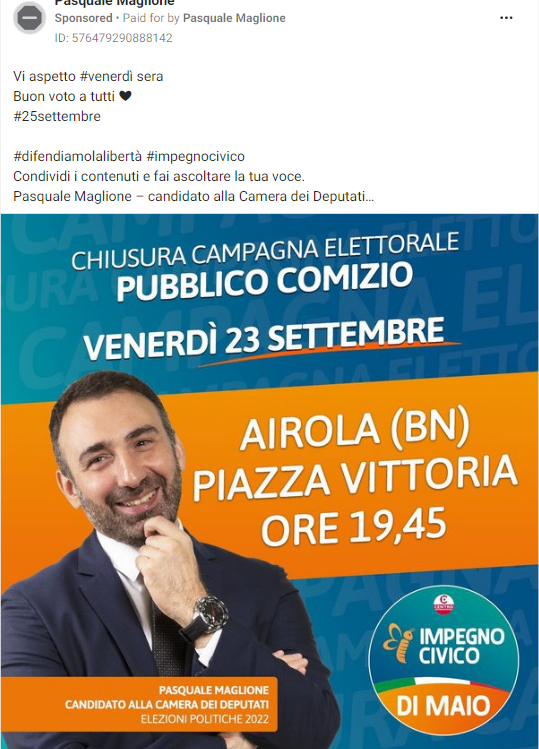 Pasquale Maglione
Sponsored • Paid for by Pasquale Maglione
ID: 576479290888142
Vi aspetto #venerdì sera
Buon voto a tutti 🖤
#25settembre
#difendiamolalibertà #impegnocivico
Condividi i contenuti e fai ascoltare la tua voce.
Pasquale Maglione – candidato alla Camera dei Deputati...
CHIUSURA CAMPAGNA ELETTORALE
PUBBLICO COMIZIO
VENERDÌ 23 SETTEMBRE
AIROLA (BN)
PIAZZA VITTORIA
ORE 19,45
CENTRO
IMPEGNO
CIVICO
DI MAIO
PASQUALE MAGLIONE
CANDIDATO ALLA CAMERA DEI DEPUTATI
ELEZIONI POLITICHE 2022